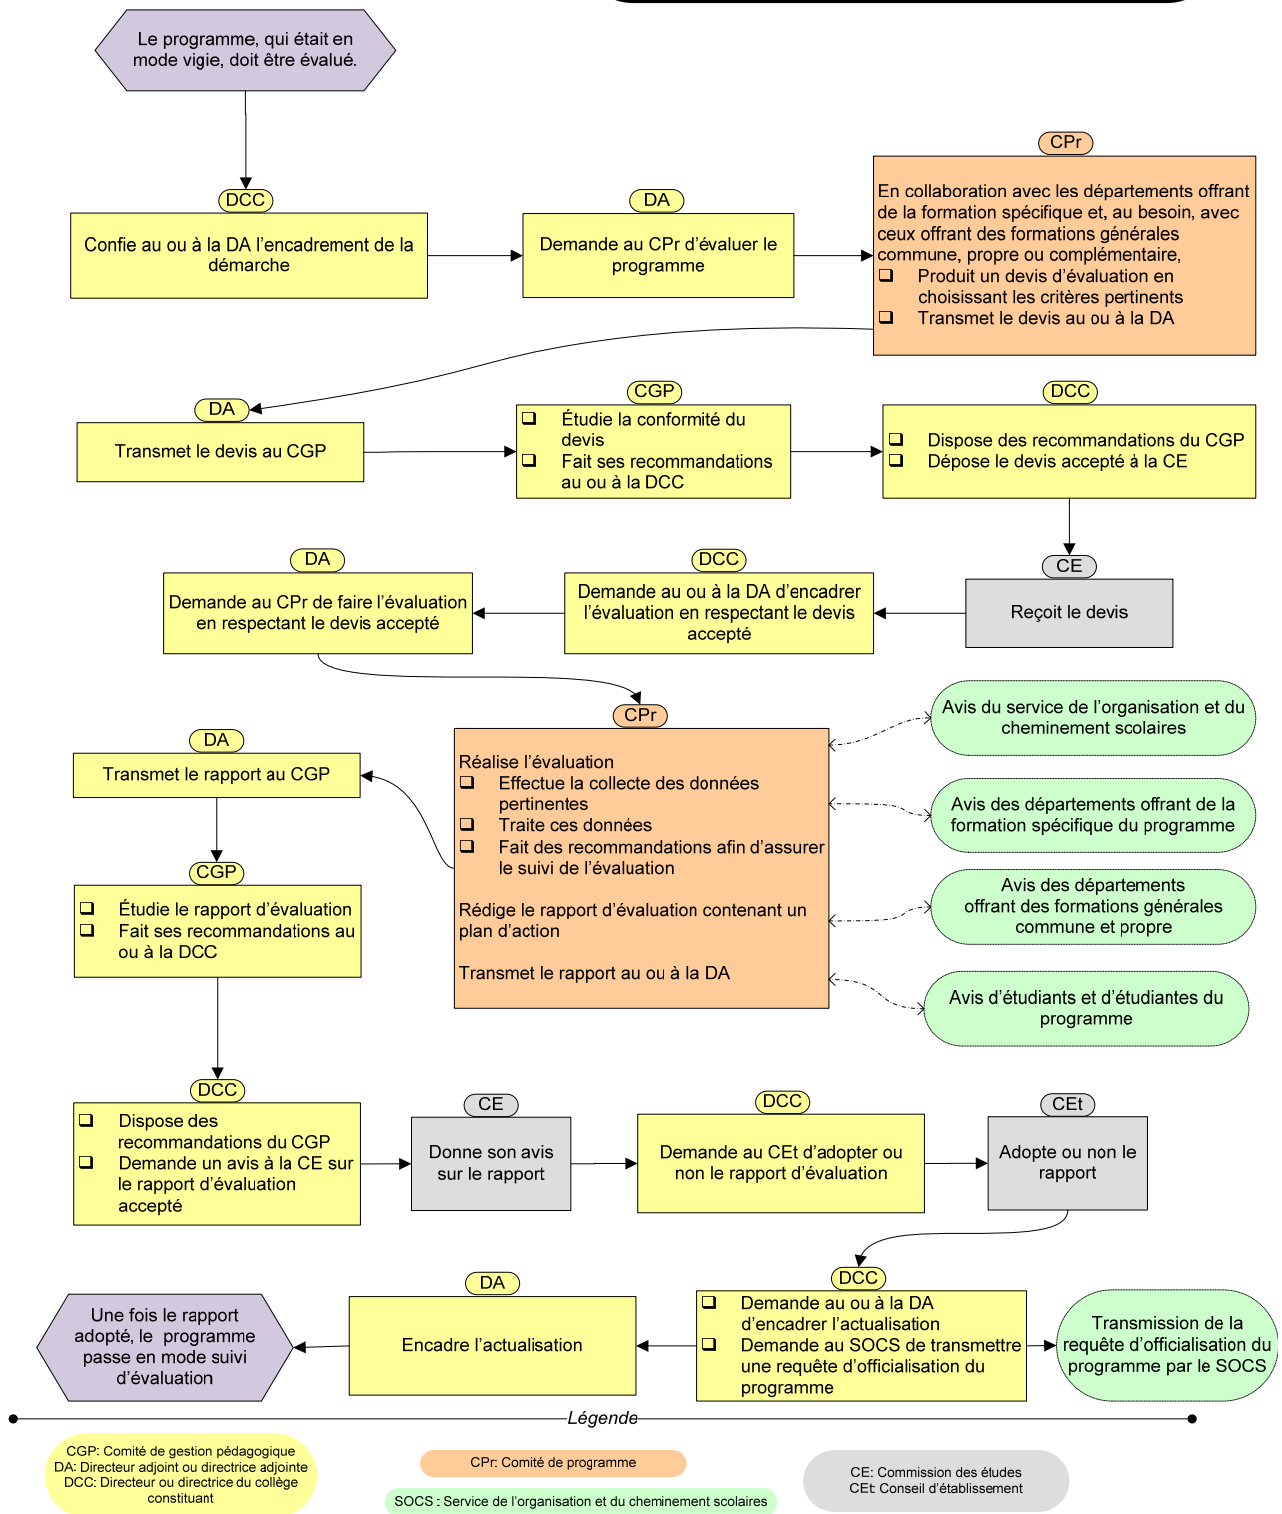 Le programme, qui était en
mode vigie, doit être évalué.
CPr
En collaboration avec les départements offrant
de la formation spécifique et, au besoin, avec
ceux offrant des formations générales
commune, propre ou complémentaire,
❑ Produit un devis d’évaluation en
choisissant les critères pertinents
❑ Transmet le devis au ou à la DA
DCC
Confie au ou à la DA l’encadrement de la
démarche
DA
Demande au CPr d’évaluer le
programme
DA
Transmet le devis au CGP
CGP
❑ Étudie la conformité du
devis
❑ Fait ses recommandations
au ou à la DCC
DCC
❑ Dispose des recommandations du CGP
❑ Dépose le devis accepté à la CE
CE
Reçoit le devis
DCC
Demande au ou à la DA d’encadrer
l’évaluation en respectant le devis
accepté
DA
Demande au CPr de faire l’évaluation
en respectant le devis accepté
CPr
Réalise l’évaluation
❑ Effectue la collecte des données
pertinentes
❑ Traite ces données
❑ Fait des recommandations afin d’assurer
le suivi de l’évaluation
Rédige le rapport d’évaluation contenant un
plan d’action
Transmet le rapport au ou à la DA
Avis du service de l’organisation et du
cheminement scolaires
Avis des départements offrant de la
formation spécifique du programme
Avis des départements
offrant des formations générales
commune et propre
Avis d’étudiants et d’étudiantes du
programme
DA
Transmet le rapport au CGP
CGP
❑ Étudie le rapport d’évaluation
❑ Fait ses recommandations au
ou à la DCC
DCC
❑ Dispose des
recommandations du CGP
❑ Demande un avis à la CE sur
le rapport d’évaluation
accepté
CE
Donne son avis
sur le rapport
DCC
Demande au CEt d’adopter ou
non le rapport d’évaluation
CEt
Adopte ou non le
rapport
DCC
❑ Demande au ou à la DA
d’encadrer l’actualisation
❑ Demande au SOCS de transmettre
une requête d’officialisation du
programme
Transmission de la
requête d’officialisation du
programme par le SOCS
DA
Encadre l’actualisation
Une fois le rapport
adopté, le programme
passe en mode suivi
d’évaluation
Légende
CGP: Comité de gestion pédagogique
DA: Directeur adjoint ou directrice adjointe
DCC: Directeur ou directrice du collège
constituant
CPr: Comité de programme
SOCS : Service de l’organisation et du cheminement scolaires
CE: Commission des études
CEt: Conseil d’établissement